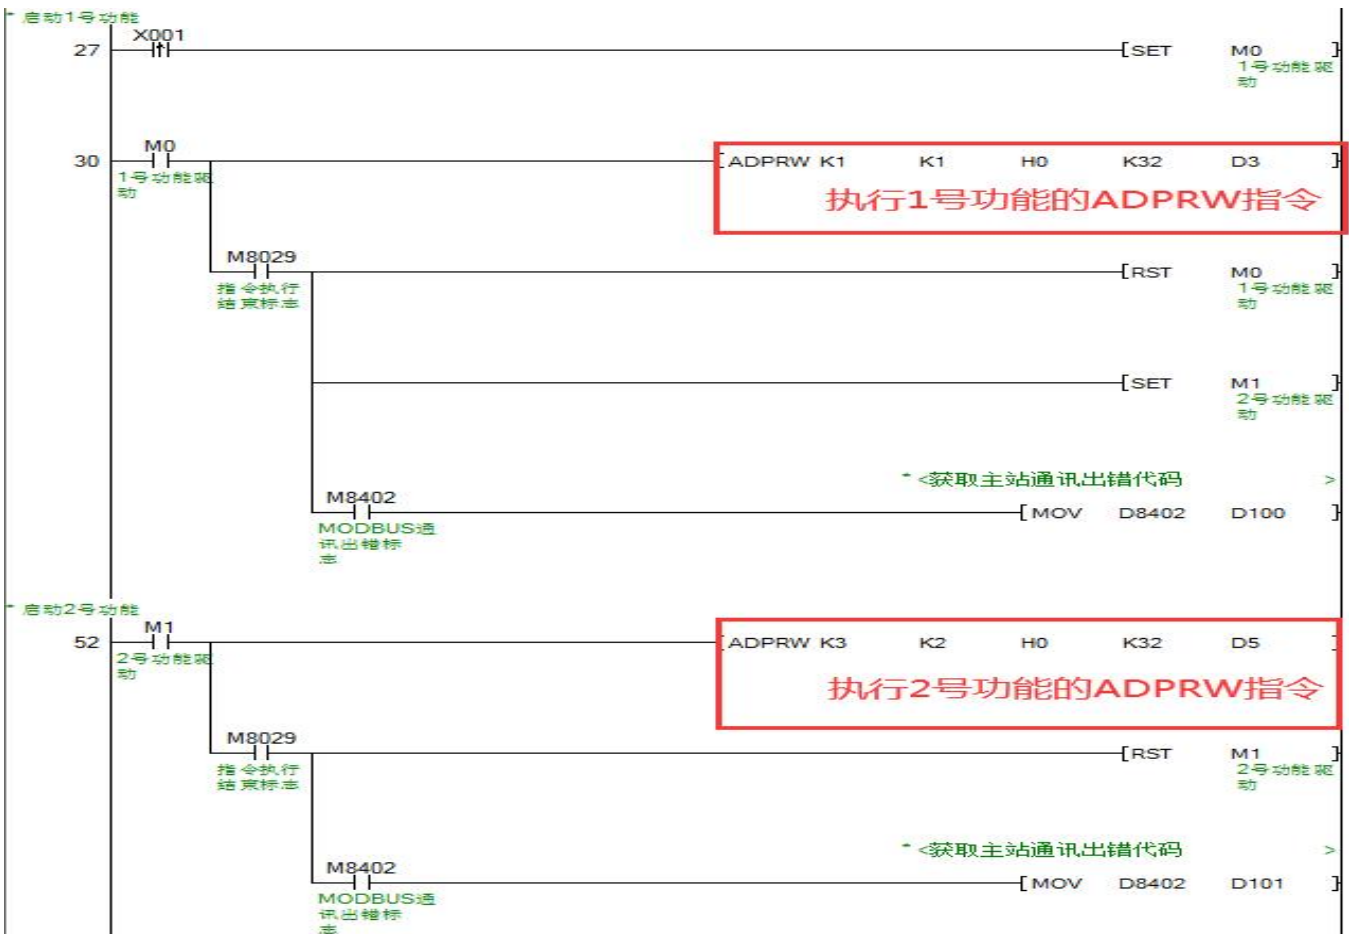 * 启动1号功能
X001
27 [SET M0 ]
1号功能驱
动
M0
30 [ADPRW K1 K1 H0 K32 D3 ]
1号功能驱
动
执行1号功能的ADPRW指令
M8029
[RST M0 ]
指令执行
结束标志
1号功能驱
动
[SET M1 ]
2号功能驱
动
* <获取主站通讯出错代码 >
M8402
[MOV D8402 D100 ]
MODBUS通
讯出错标
志
* 启动2号功能
M1
52 [ADPRW K3 K2 H0 K32 D5 ]
2号功能驱
动
执行2号功能的ADPRW指令
M8029
[RST M1 ]
指令执行
结束标志
2号功能驱
动
* <获取主站通讯出错代码 >
M8402
[MOV D8402 D101 ]
MODBUS通
讯出错标
志